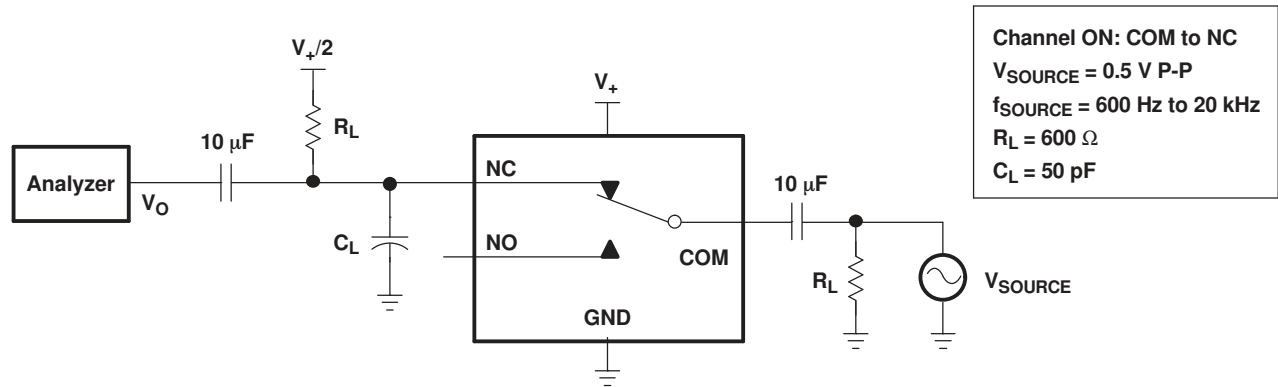 Channel ON: COM to NC
V+/2
VSOURCE = 0.5 V P-P
V+
fSOURCE = 600 Hz to 20 kHz
RL
RL = 600 Ω
10 μF
CL = 50 pF
NC
Analyzer
10 μF
VO
CL
NO
COM
RL
VSOURCE
GND